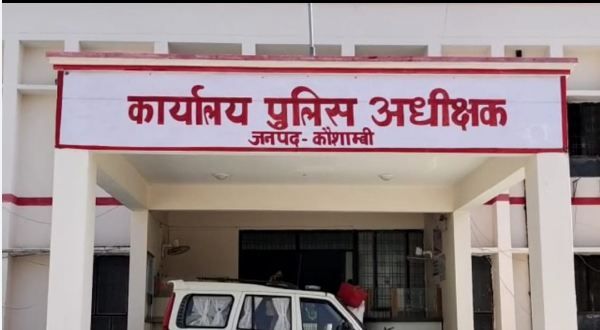 कार्यालय पुलिस अधीक्षक
जनपद- कौशाम्बी